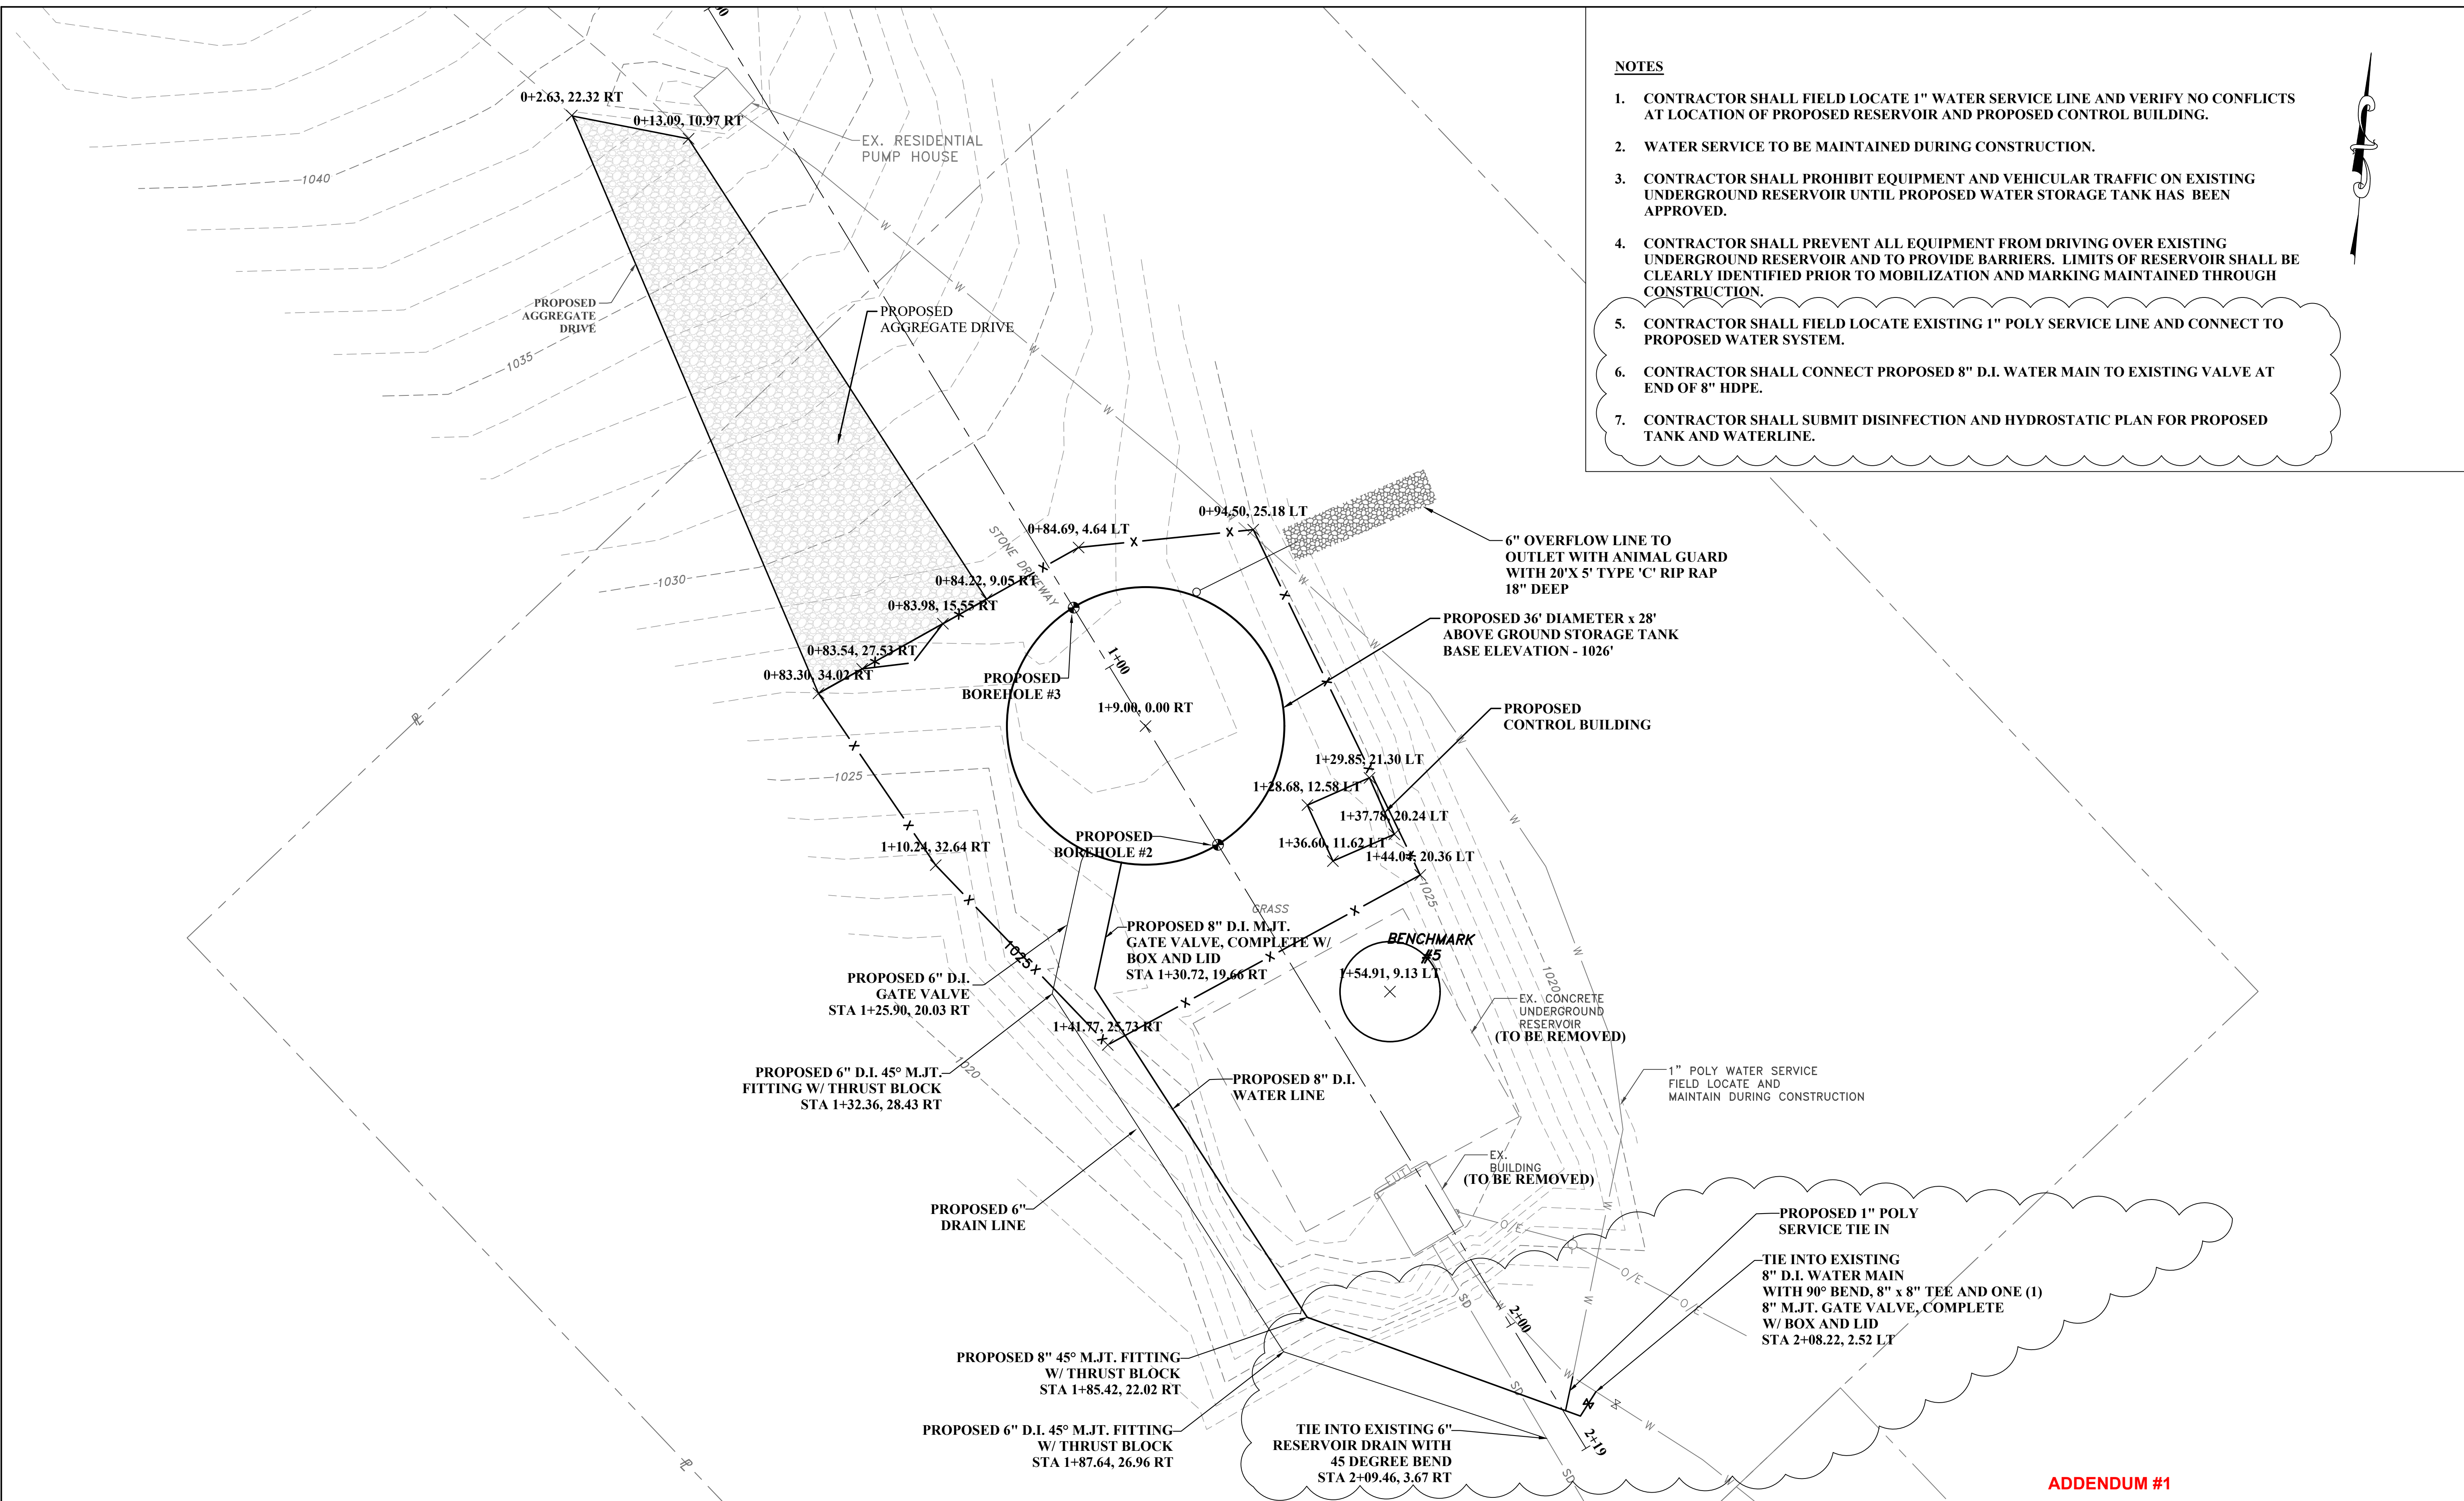 NOTES
1. CONTRACTOR SHALL FIELD LOCATE 1" WATER SERVICE LINE AND VERIFY NO CONFLICTS
AT LOCATION OF PROPOSED RESERVOIR AND PROPOSED CONTROL BUILDING.
2. WATER SERVICE TO BE MAINTAINED DURING CONSTRUCTION.
3. CONTRACTOR SHALL PROHIBIT EQUIPMENT AND VEHICULAR TRAFFIC ON EXISTING
UNDERGROUND RESERVOIR UNTIL PROPOSED WATER STORAGE TANK HAS BEEN
APPROVED.
4. CONTRACTOR SHALL PREVENT ALL EQUIPMENT FROM DRIVING OVER EXISTING
UNDERGROUND RESERVOIR AND TO PROVIDE BARRIERS. LIMITS OF RESERVOIR SHALL BE
CLEARLY IDENTIFIED PRIOR TO MOBILIZATION AND MARKING MAINTAINED THROUGH
CONSTRUCTION.
5. CONTRACTOR SHALL FIELD LOCATE EXISTING 1" POLY SERVICE LINE AND CONNECT TO
PROPOSED WATER SYSTEM.
6. CONTRACTOR SHALL CONNECT PROPOSED 8" D.I. WATER MAIN TO EXISTING VALVE AT
END OF 8" HDPE.
7. CONTRACTOR SHALL SUBMIT DISINFECTION AND HYDROSTATIC PLAN FOR PROPOSED
TANK AND WATERLINE.
0+2.63, 22.32 RT
0+13.09, 10.97 RT
EX. RESIDENTIAL
PUMP HOUSE
1040
PROPOSED
AGGREGATE
DRIVE
PROPOSED
AGGREGATE DRIVE
1035
W
W
W
W
STONE DRIVEWAY
0+84.69, 4.64 LT
0+94.50, 25.18 LT
W
6" OVERFLOW LINE TO
OUTLET WITH ANIMAL GUARD
WITH 20'X 5' TYPE 'C' RIP RAP
18" DEEP
1030
0+84.22, 9.05 RT
0+83.98, 15.55 RT
0+83.54, 27.53 RT
0+83.30, 34.02 RT
PROPOSED 36' DIAMETER x 28'
ABOVE GROUND STORAGE TANK
BASE ELEVATION - 1026'
1+00
PROPOSED
BOREHOLE #3
1+9.00, 0.00 RT
PROPOSED
CONTROL BUILDING
PL
1025
1+29.85, 21.30 LT
1+28.68, 12.58 LT
1+37.78, 20.24 LT
1+36.60, 11.62 LT
1+44.04, 20.36 LT
PROPOSED
BOREHOLE #2
1+10.24, 32.64 RT
1025
GRASS
PROPOSED 8" D.I. M.JT.
GATE VALVE, COMPLETE W/
BOX AND LID
STA 1+30.72, 19.66 RT
BENCHMARK
#5
1+54.91, 9.13 LT
1025
PROPOSED 6" D.I.
GATE VALVE
STA 1+25.90, 20.03 RT
1020
EX. CONCRETE
UNDERGROUND
RESERVOIR
(TO BE REMOVED)
1+41.77, 25.73 RT
1020
PROPOSED 6" D.I. 45° M.JT.
FITTING W/ THRUST BLOCK
STA 1+32.36, 28.43 RT
PROPOSED 8" D.I.
WATER LINE
1" POLY WATER SERVICE
FIELD LOCATE AND
MAINTAIN DURING CONSTRUCTION
EX.
BUILDING
(TO BE REMOVED)
PROPOSED 6"
DRAIN LINE
O/E
O/E
O/E
PROPOSED 1" POLY
SERVICE TIE IN
TIE INTO EXISTING
8" D.I. WATER MAIN
WITH 90° BEND, 8" x 8" TEE AND ONE (1)
8" M.JT. GATE VALVE, COMPLETE
W/ BOX AND LID
STA 2+08.22, 2.52 LT
SD
2+00
PROPOSED 8" 45° M.JT. FITTING
W/ THRUST BLOCK
STA 1+85.42, 22.02 RT
SD
PROPOSED 6" D.I. 45° M.JT. FITTING
W/ THRUST BLOCK
STA 1+87.64, 26.96 RT
TIE INTO EXISTING 6"
RESERVOIR DRAIN WITH
45 DEGREE BEND
STA 2+09.46, 3.67 RT
2+19
SD
PL
ADDENDUM #1